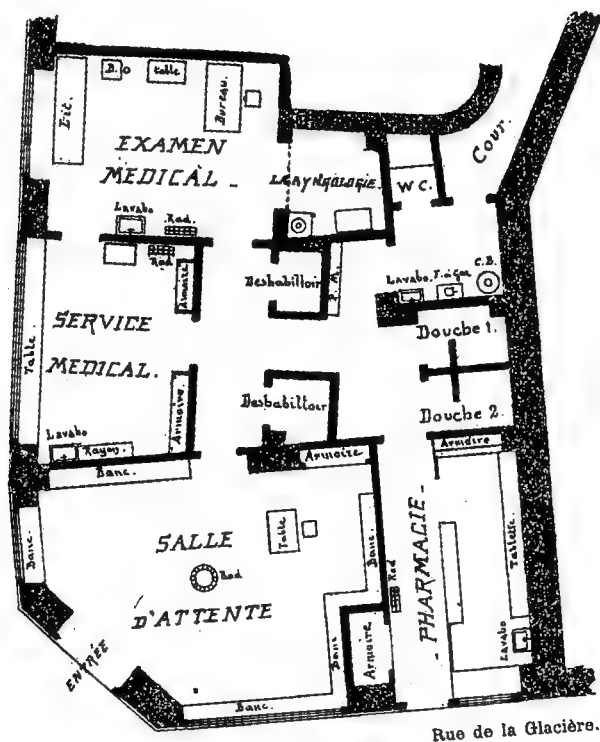 B.
Table
Bureau.
Lit.
EXAMEN
MEDICAL -
Cour.
LARYNGOLOGIE.
W C.
Lavabo
Rad.
Rad
Armoire
Deshabilloir
P. M.
Lavabo.
C.B.
Douche 1.
SERVICE
MEDICAL.
Table
Armoire.
Deshabilloir
Douche 2.
Lavabo
Rayon.
Banc.
Armoire
Armoire
Banc.
SALLE
D'ATTENTE
Table
Rad
Banc.
Rad
PHARMACIE -
Tablette
Lavabo
ENTRÉE
Banc
Armoire
Banc.
Rue de la Glacière.